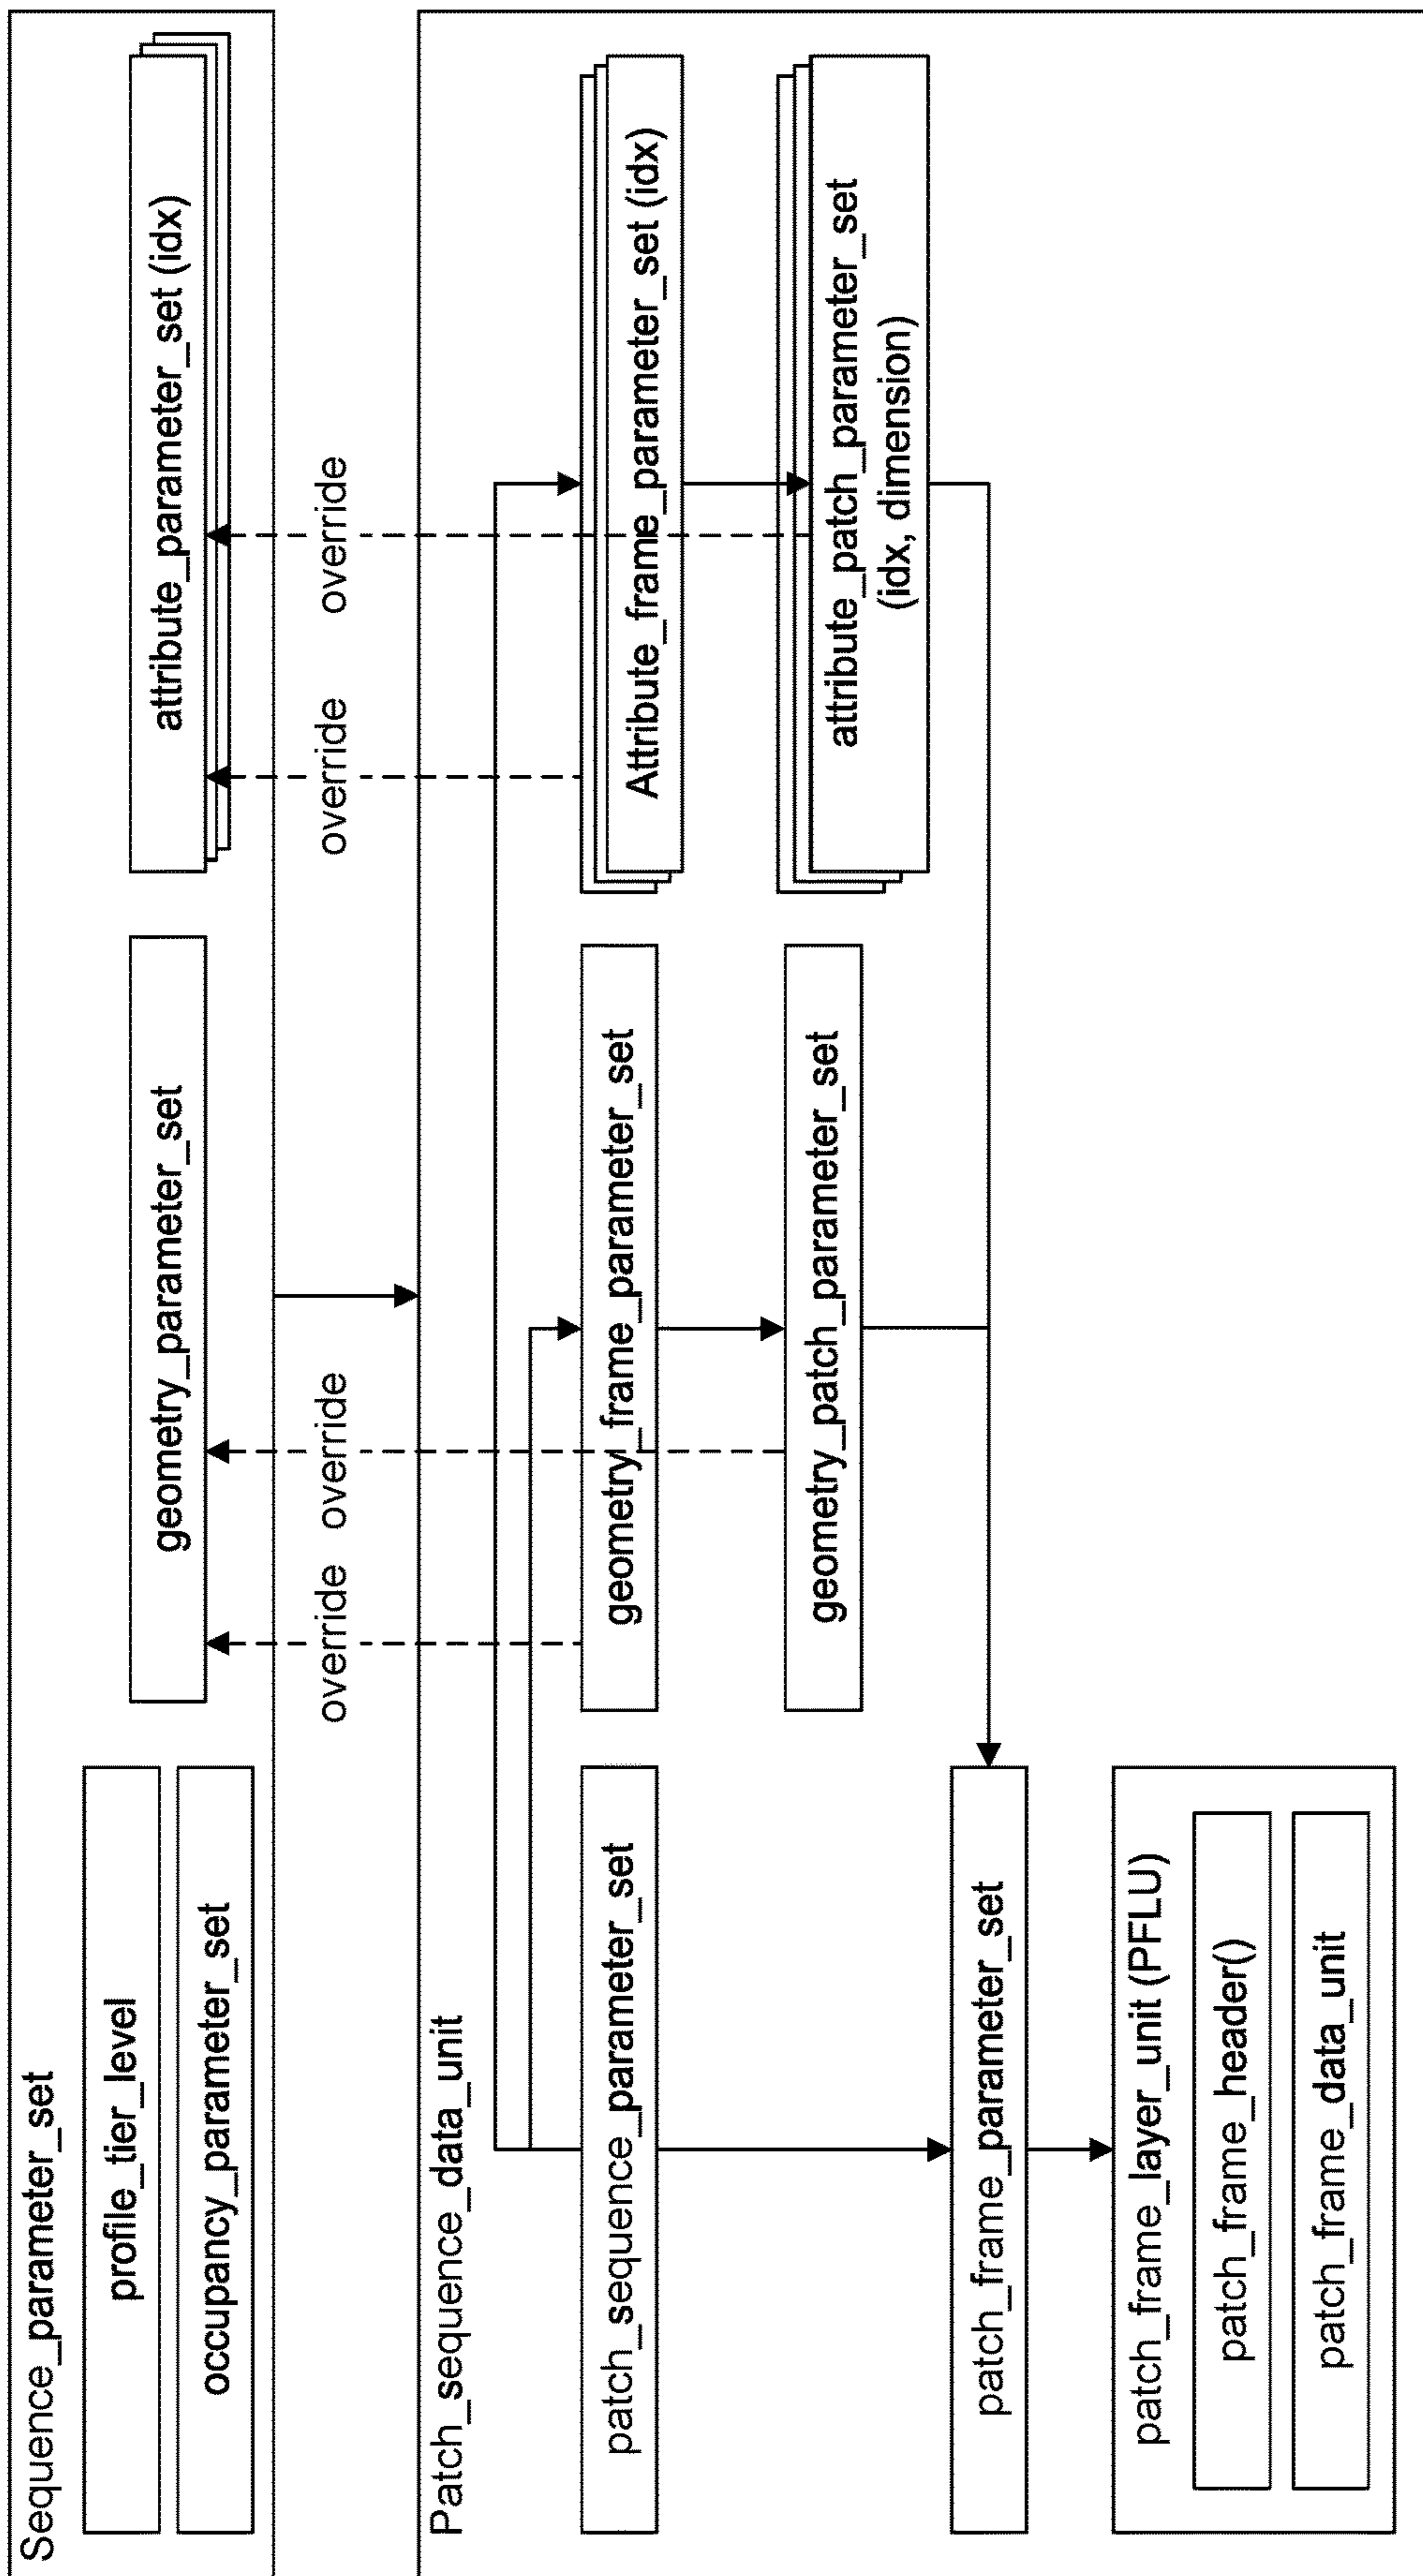 Sequence_parameter_set
profile_tier_level
occupancy_parameter_set
geometry_parameter_set
attribute_parameter_set (idx)
override
override
override
override
Patch_sequence_data_unit
patch_sequence_parameter_set
geometry_frame_parameter_set
Attribute_frame_parameter_set (idx)
geometry_patch_parameter_set
attribute_patch_parameter_set
(idx, dimension)
patch_frame_parameter_set
patch_frame_layer_unit (PFLU)
patch_frame_header()
patch_frame_data_unit